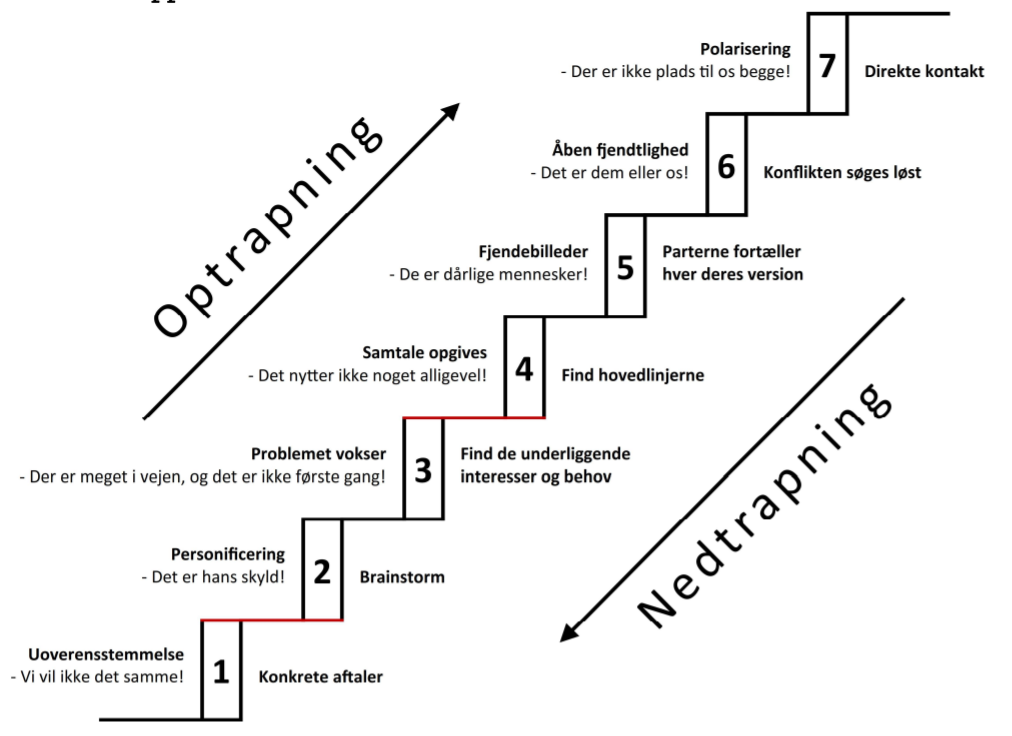 Polarisering
- Der er ikke plads til os begge!
7
Direkte kontakt
Åben fjendtlighed
- Det er dem eller os!
6
Konflikten søges løst
Optrapning
Fjendebilleder
- De er dårlige mennesker!
5
Parterne fortæller
hver deres version
Samtale opgives
- Det nytter ikke noget alligevel!
4
Find hovedlinjerne
Nedtrapning
Problemet vokser
- Der er meget i vejen, og det er ikke første gang!
3
Find de underliggende
interesser og behov
Personificering
- Det er hans skyld!
2
Brainstorm
Uoverensstemmelse
- Vi vil ikke det samme!
1
Konkrete aftaler